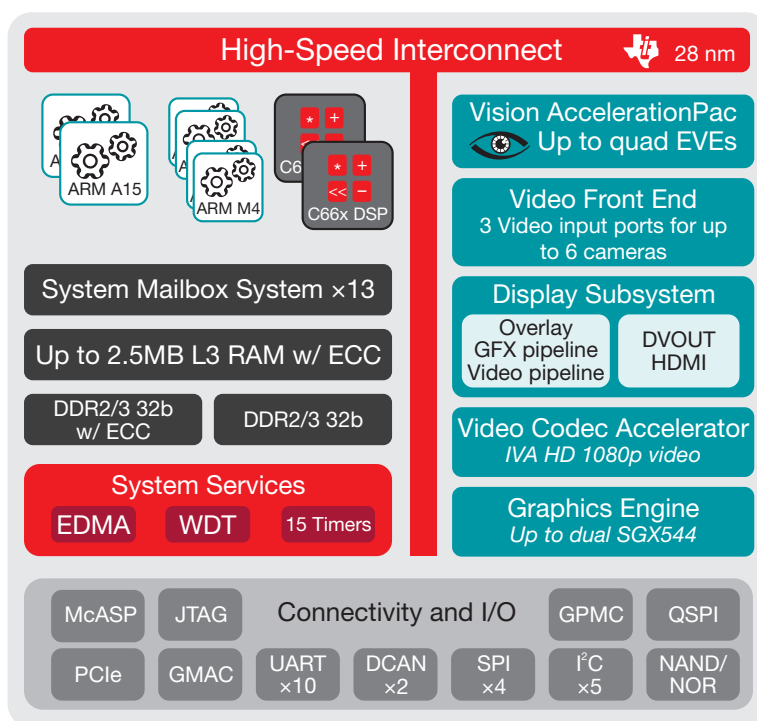 High-Speed Interconnect
28 nm
ARM A15
ARM M4
* +
<< −
C66x DSP
Vision AccelerationPac
Up to quad EVEs
Video Front End
3 Video input ports for up
to 6 cameras
Display Subsystem
Overlay
GFX pipeline
Video pipeline
DVOUT
HDMI
Video Codec Accelerator
IVA HD 1080p video
Graphics Engine
Up to dual SGX544
System Mailbox System ×13
Up to 2.5MB L3 RAM w/ ECC
DDR2/3 32b
w/ ECC
DDR2/3 32b
System Services
EDMA
WDT
15 Timers
McASP
JTAG
Connectivity and I/O
GPMC
QSPI
PCIe
GMAC
UART
×10
DCAN
×2
SPI
×4
I²C
×5
NAND/
NOR